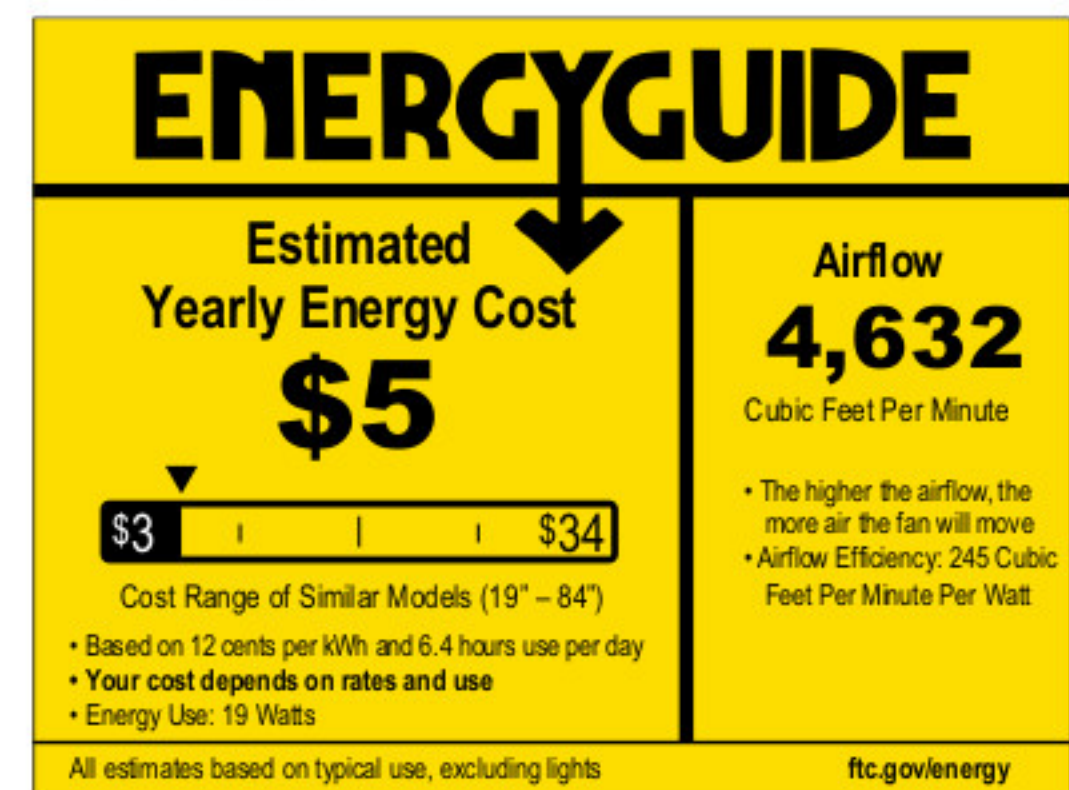 ENERGYGUIDE
Estimated
Yearly Energy Cost
$5
$3
$34
Cost Range of Similar Models (19" – 84")
• Based on 12 cents per kWh and 6.4 hours use per day
• Your cost depends on rates and use
• Energy Use: 19 Watts
Airflow
4,632
Cubic Feet Per Minute
• The higher the airflow, the
more air the fan will move
• Airflow Efficiency: 245 Cubic
Feet Per Minute Per Watt
All estimates based on typical use, excluding lights
ftc.gov/energy